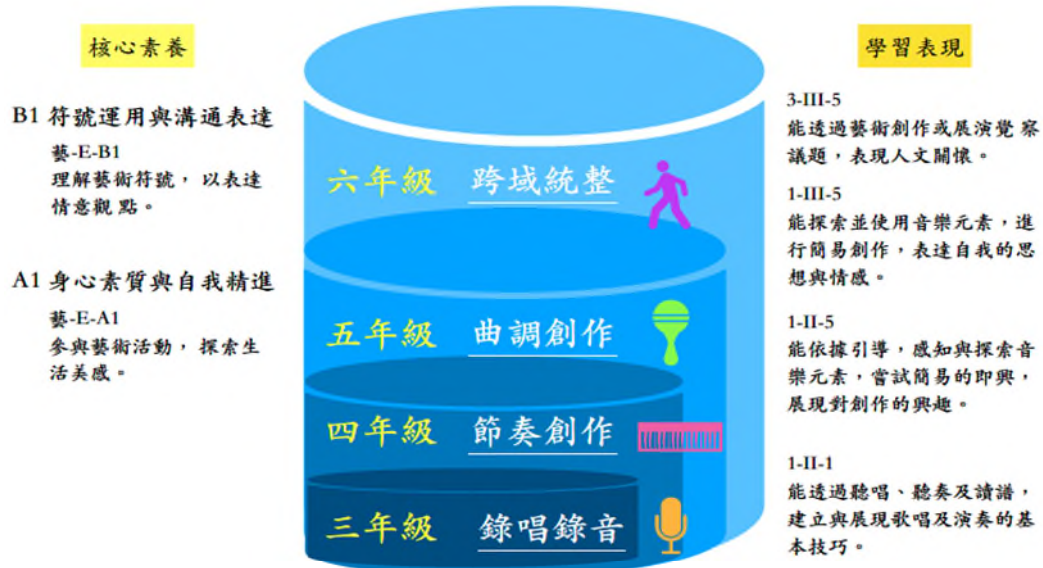 核心素養
B1 符號運用與溝通表達
藝-E-B1
理解藝術符號，以表達
情意觀點。
A1 身心素質與自我精進
藝-E-A1
參與藝術活動，探索生
活美感。
六年級 跨域統整
五年級 曲調創作
四年級 節奏創作
三年級 錄唱錄音
學習表現
3-III-5
能透過藝術創作或展演覺察
議題，表現人文關懷。
1-III-5
能探索並使用音樂元素，進
行簡易創作，表達自我的思
想與情感。
1-II-5
能依據引導，感知與探索音
樂元素，嘗試簡易的即興，
展現對創作的興趣。
1-II-1
能透過聽唱、聽奏及讀譜，
建立與展現歌唱及演奏的基
本技巧。